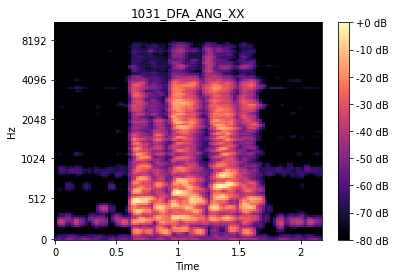 1031_DFA_ANG_XX
+0 dB
8192
-10 dB
4096
-20 dB
-30 dB
2048
Hz
-40 dB
1024
-50 dB
512
-60 dB
-70 dB
0
-80 dB
0 0.5 1 1.5 2
Time